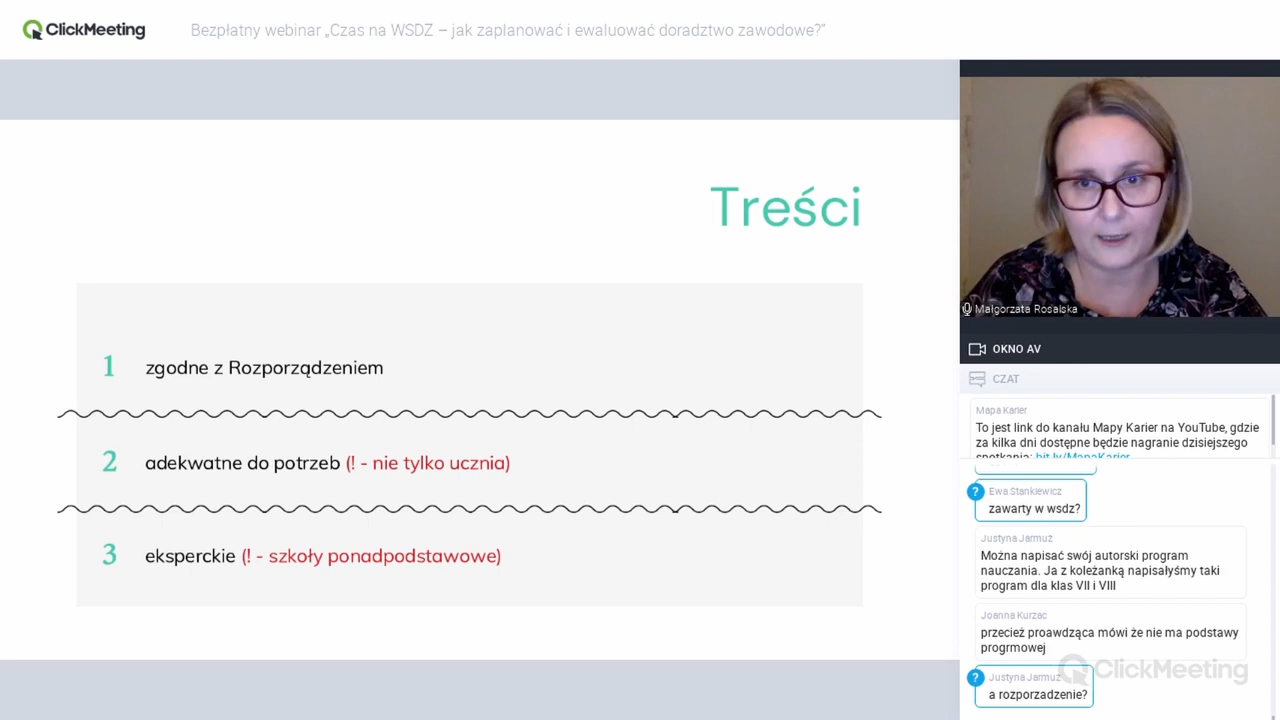 ClickMeeting
Bezpłatny webinar „Czas na WSDZ – jak zaplanować i ewaluować doradztwo zawodowe?”
Treści
1 zgodne z Rozporządzeniem
2 adekwatne do potrzeb (! - nie tylko ucznia)
3 eksperckie (! - szkoły ponadpodstawowe)
Małgorzata Rosalska
OKNO AV
CZAT
Mapa Karier
To jest link do kanału Mapy Karier na YouTube, gdzie
za kilka dni dostępne będzie nagranie dzisiejszego
spotkania: bit.ly/MapaKarier
? Ewa Stankiewicz
zawarty w wsdz?
Justyna Jarmuż
Można napisać swój autorski program
nauczania. Ja z koleżanką napisałyśmy taki
program dla klas VII i VIII
Joanna Kurzac
przecież proawdząca mówi że nie ma podstawy
progrmowej
ClickMeeting
? Justyna Jarmuż
a rozporzadzenie?